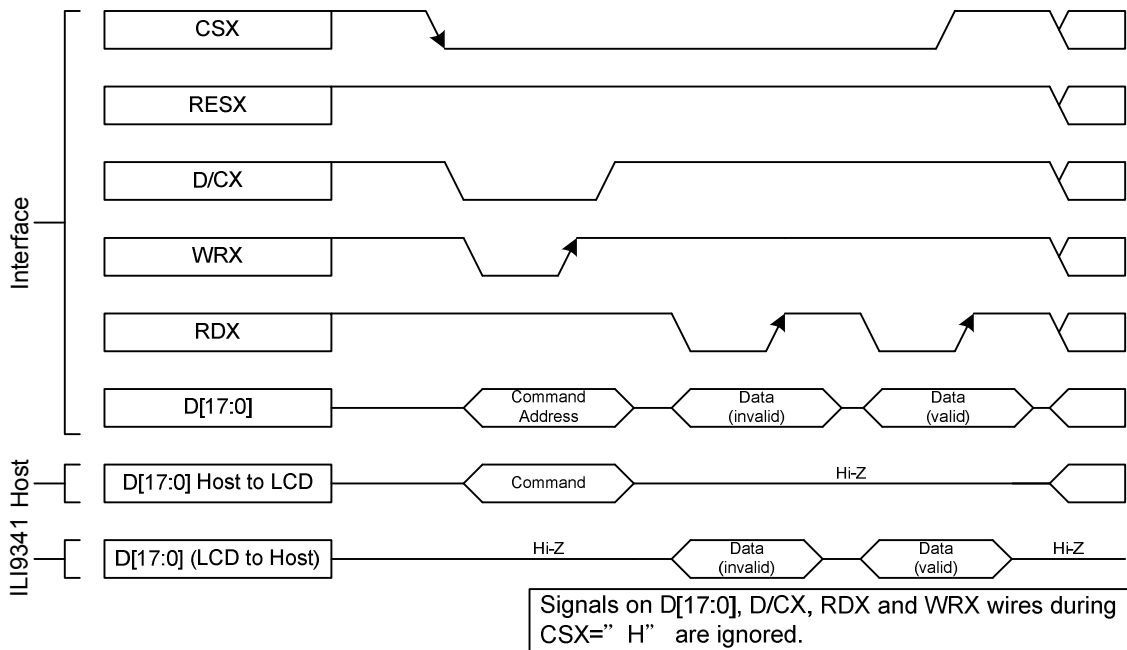 CSX
RESX
D/CX
WRX
RDX
D[17:0]
Command
Address
Data
(invalid)
Data
(valid)
Interface
D[17:0] Host to LCD
Command
Hi-Z
Host
D[17:0] (LCD to Host)
Hi-Z
Data
(invalid)
Data
(valid)
Hi-Z
ILI9341
Signals on D[17:0], D/CX, RDX and WRX wires during
CSX=” H” are ignored.